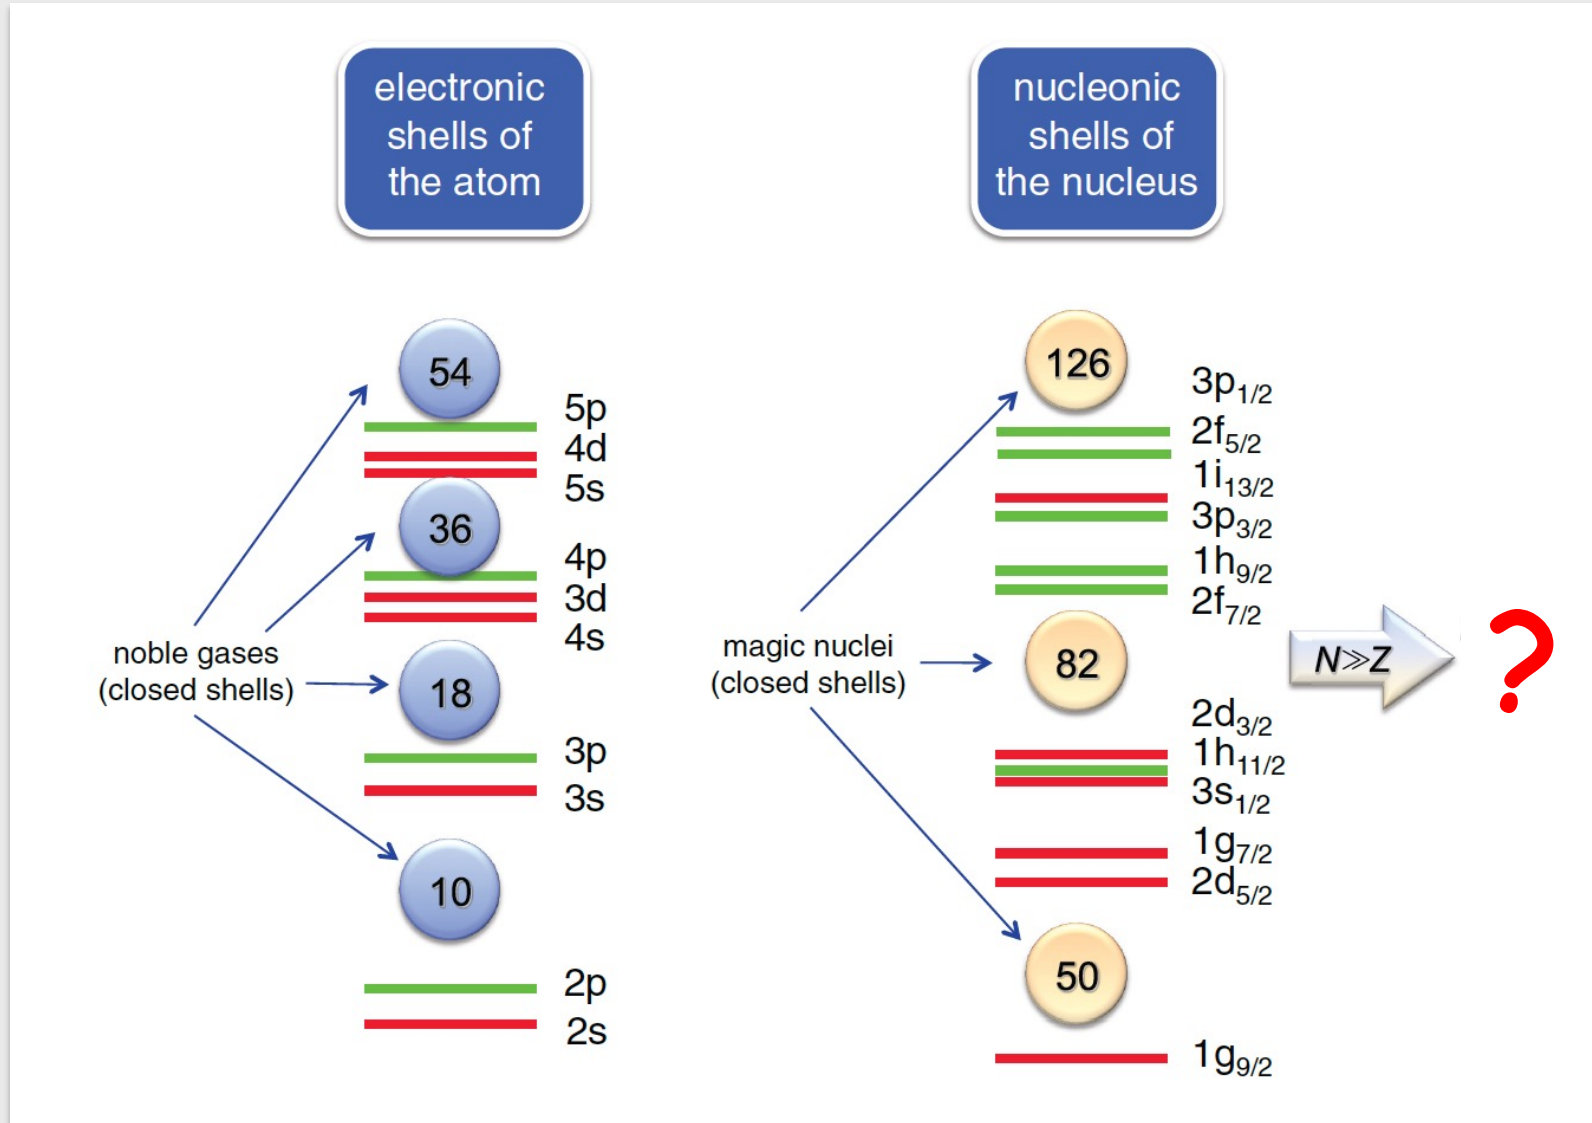 electronic
shells of
the atom
nucleonic
shells of
the nucleus
54
5p
4d
5s
36
4p
3d
4s
noble gases
(closed shells)
18
3p
3s
10
2p
2s
126
3p1/2
2f5/2
1i13/2
3p3/2
1h9/2
2f7/2
magic nuclei
(closed shells)
82
N≫Z
?
2d3/2
1h11/2
3s1/2
1g7/2
2d5/2
50
1g9/2